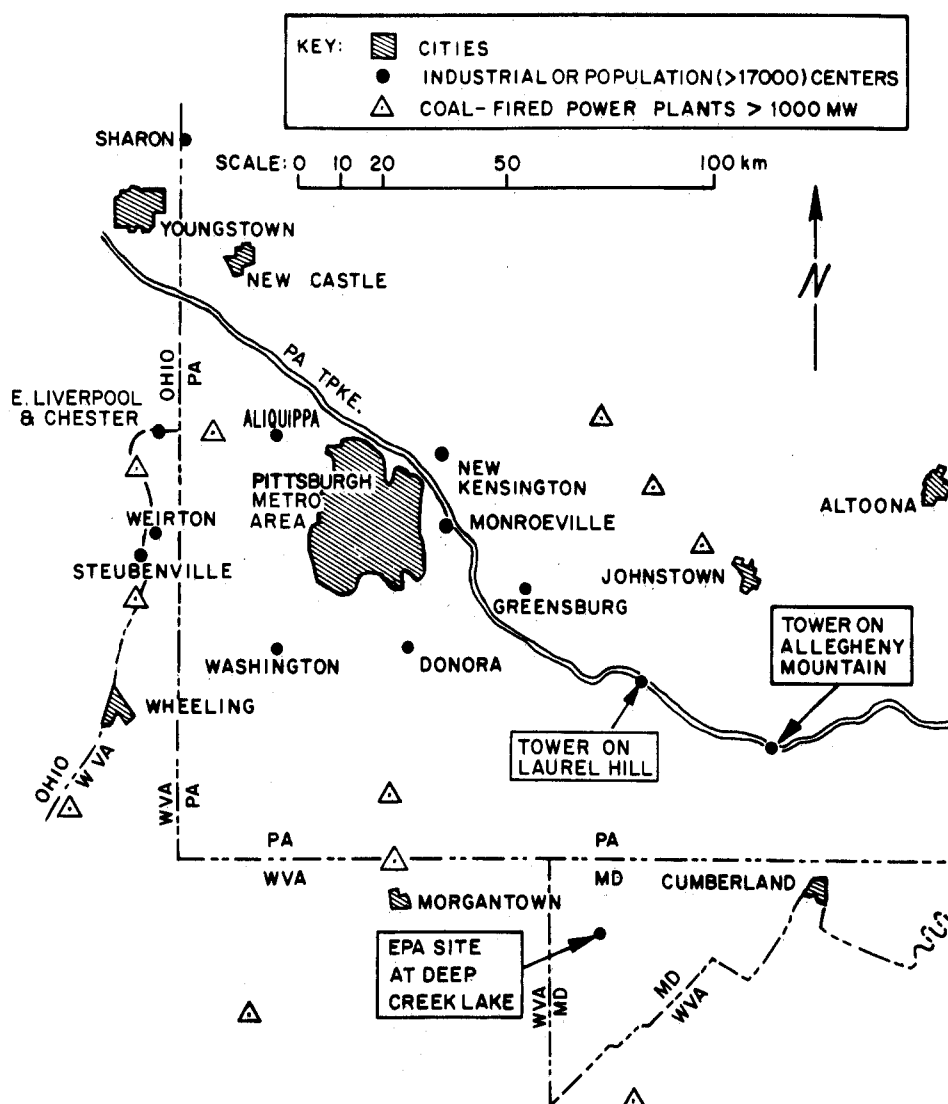 KEY: CITIES
INDUSTRIAL OR POPULATION (>17000) CENTERS
COAL-FIRED POWER PLANTS > 1000 MW
SHARON
SCALE: 0 10 20 50 100 km
YOUNGSTOWN
NEW CASTLE
N
PA TPKE.
OHIO
PA
E. LIVERPOOL
& CHESTER
ALIQUIPPA
PITTSBURGH
METRO
AREA
NEW
KENSINGTON
ALTOONA
WEIRTON
MONROEVILLE
STEUBENVILLE
JOHNSTOWN
GREENSBURG
TOWER ON
ALLEGHENY
MOUNTAIN
WASHINGTON
DONORA
WHEELING
TOWER ON
LAUREL HILL
OHIO
W VA
WVA
PA
PA
WVA
PA
MD
CUMBERLAND
MORGANTOWN
EPA SITE
AT DEEP
CREEK LAKE
WVA
MD
MD
WVA